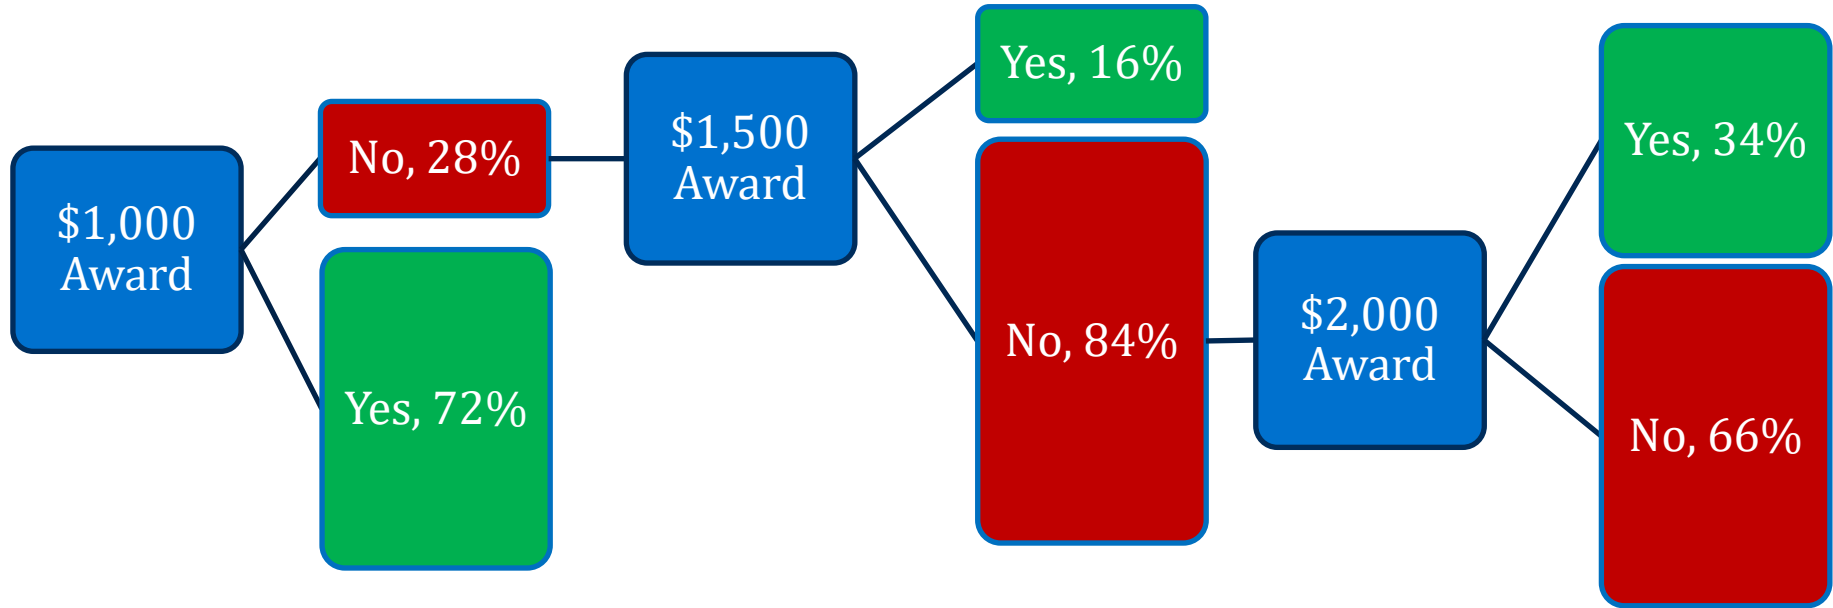 $1,000
Award
No, 28%
Yes, 72%
$1,500
Award
Yes, 16%
No, 84%
$2,000
Award
Yes, 34%
No, 66%